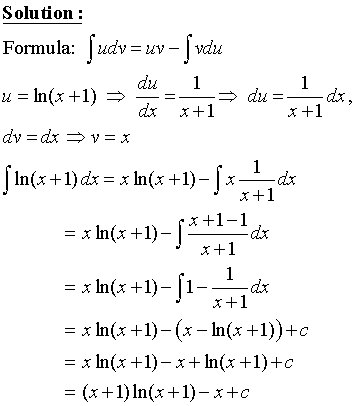 Solution :
Formula: ∫udv = uv − ∫vdu
u = ln(x+1) ⇒ du/dx = 1/(x+1) ⇒ du = 1/(x+1) dx,
dv = dx ⇒ v = x
∫ln(x+1) dx = x ln(x+1) − ∫x 1/(x+1) dx
= x ln(x+1) − ∫(x+1−1)/(x+1) dx
= x ln(x+1) − ∫1 − 1/(x+1) dx
= x ln(x+1) − (x − ln(x+1)) + c
= x ln(x+1) − x + ln(x+1) + c
= (x+1)ln(x+1) − x + c